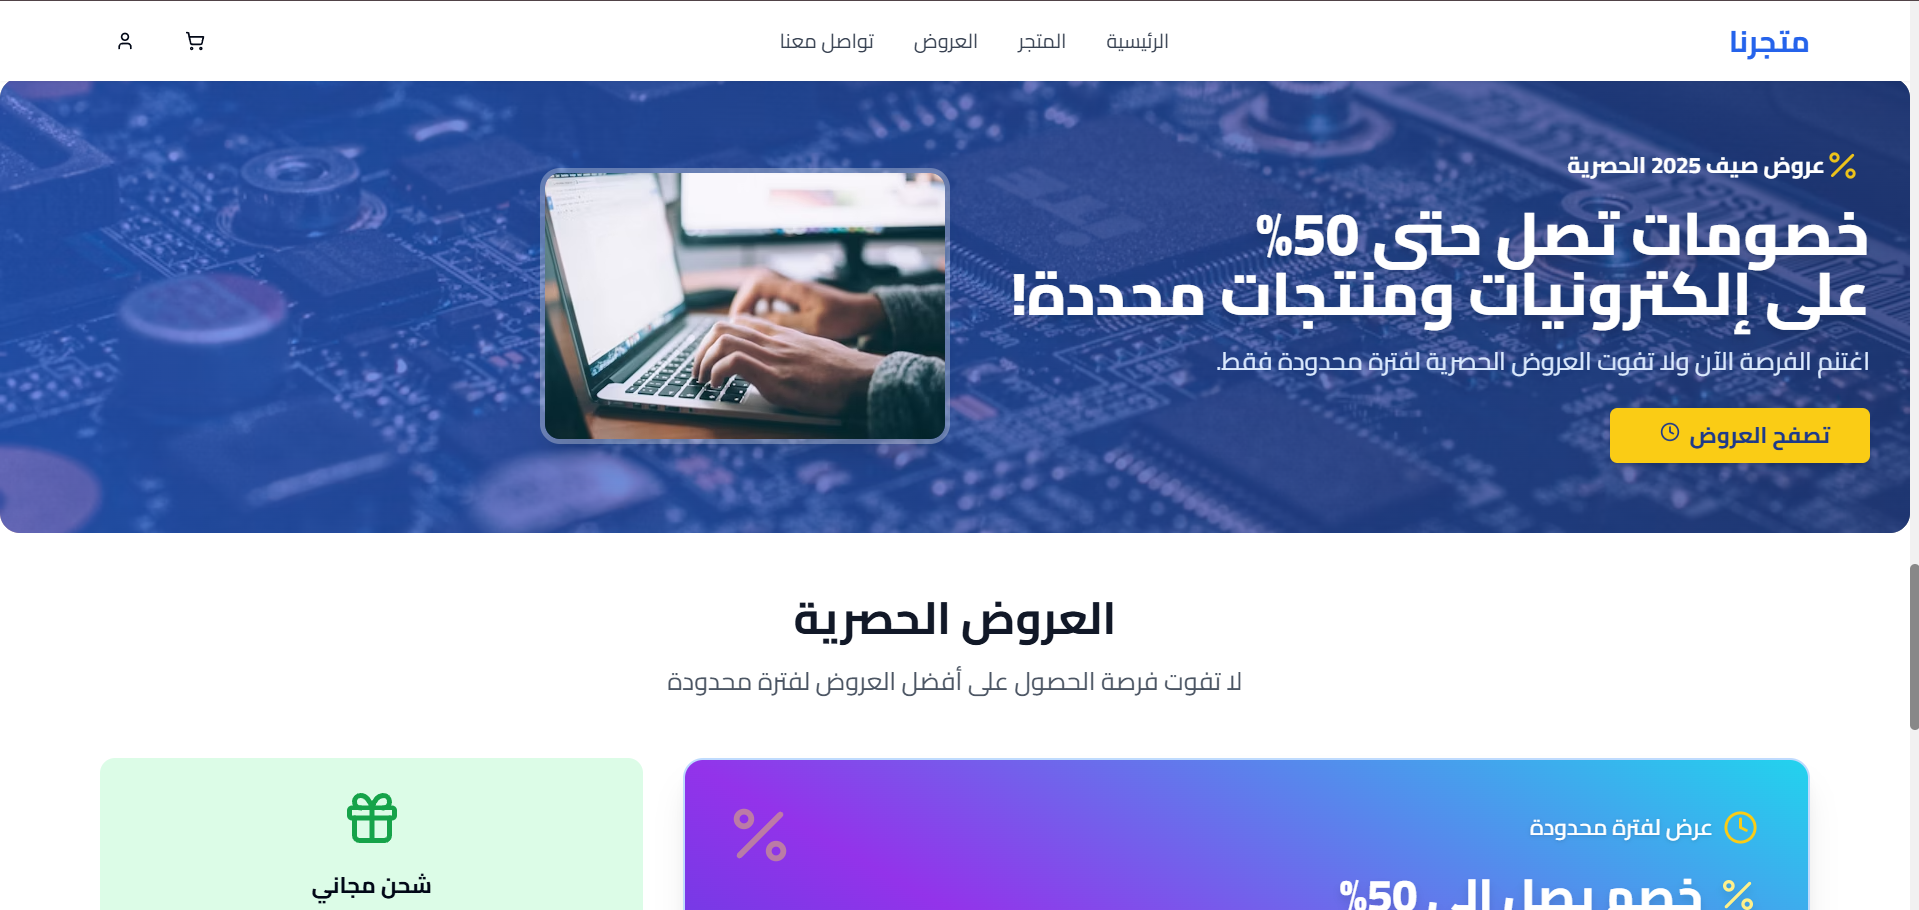 متجرنا
الرئيسية
المتجر
العروض
تواصل معنا
عروض صيف 2025 الحصرية
خصومات تصل حتى 50%
على إلكترونيات ومنتجات محددة!
اغتنم الفرصة الآن ولا تفوت العروض الحصرية لفترة محدودة فقط.
تصفح العروض
العروض الحصرية
لا تفوت فرصة الحصول على أفضل العروض لفترة محدودة
عرض لفترة محدودة
خصم يصل إلى 50%
شحن مجاني